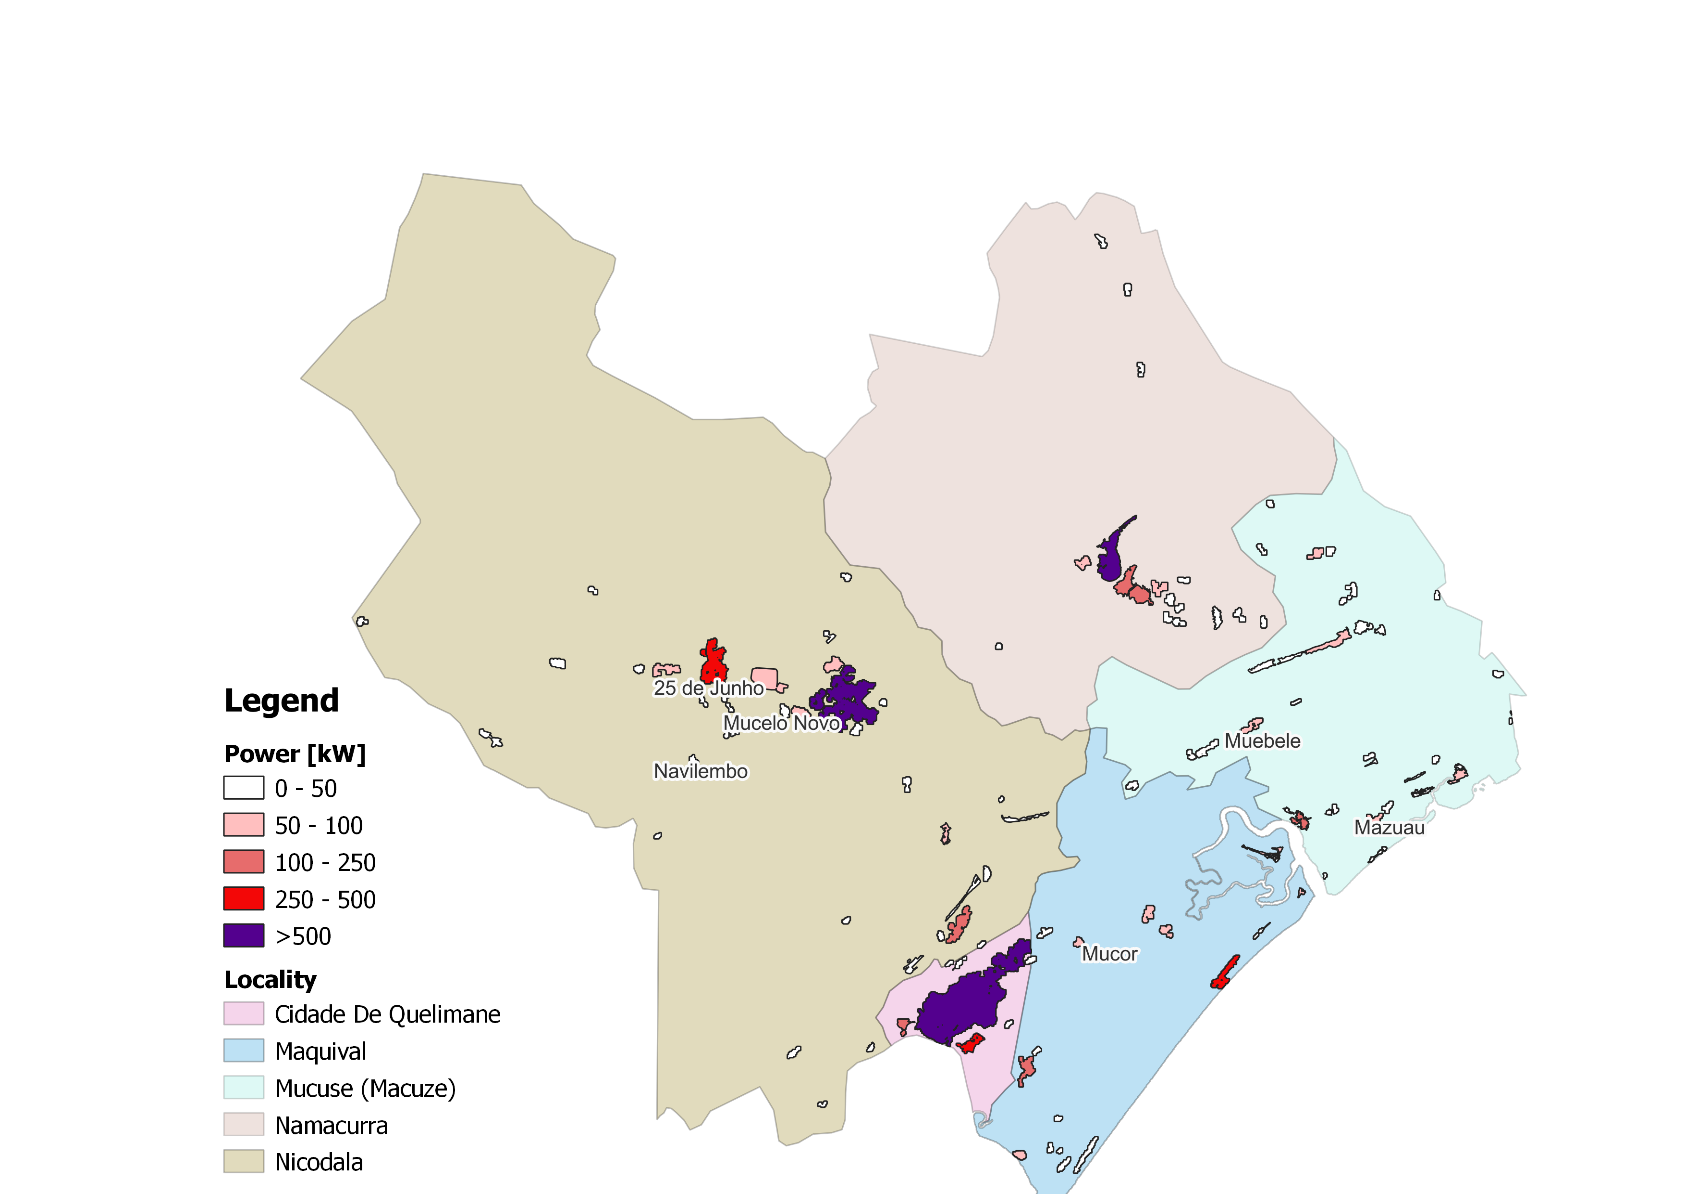 25 de Junho
Mucelo Novo
Navilembo
Muebele
Mazuau
Mucor
Legend
Power [kW]
0 - 50
50 - 100
100 - 250
250 - 500
>500
Locality
Cidade De Quelimane
Maquival
Mucuse (Macuze)
Namacurra
Nicodala